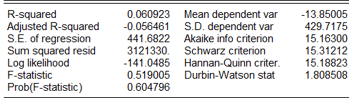 R-squared 0.060923 Mean dependent var -13.85005
Adjusted R-squared -0.056461 S.D. dependent var 429.7175
S.E. of regression 441.6822 Akaike info criterion 15.16300
Sum squared resid 3121330. Schwarz criterion 15.31212
Log likelihood -141.0485 Hannan-Quinn criter. 15.18823
F-statistic 0.519005 Durbin-Watson stat 1.808508
Prob(F-statistic) 0.604796